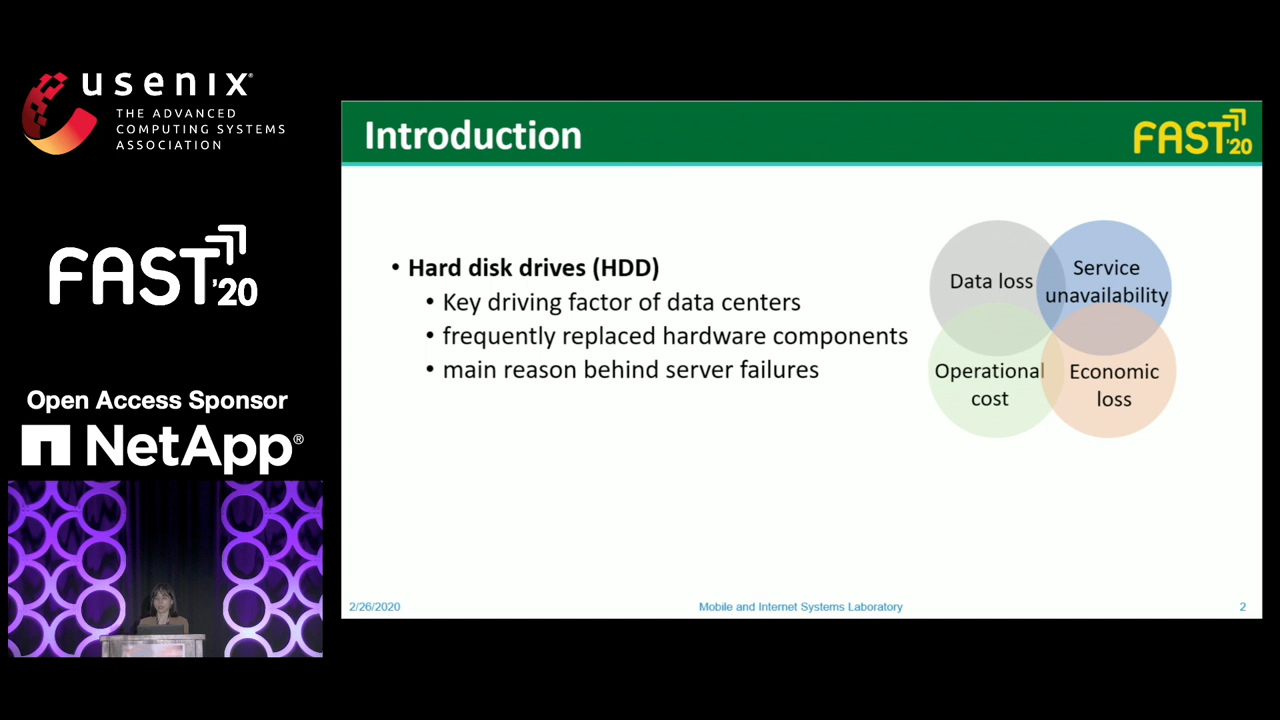 usenix®
THE ADVANCED
COMPUTING SYSTEMS
ASSOCIATION
FAST '20
Open Access Sponsor
NetApp®
Introduction
FAST '20
• Hard disk drives (HDD)
• Key driving factor of data centers
• frequently replaced hardware components
• main reason behind server failures
Data loss
Service
unavailability
Operational
cost
Economic
loss
2/26/2020
Mobile and Internet Systems Laboratory
2